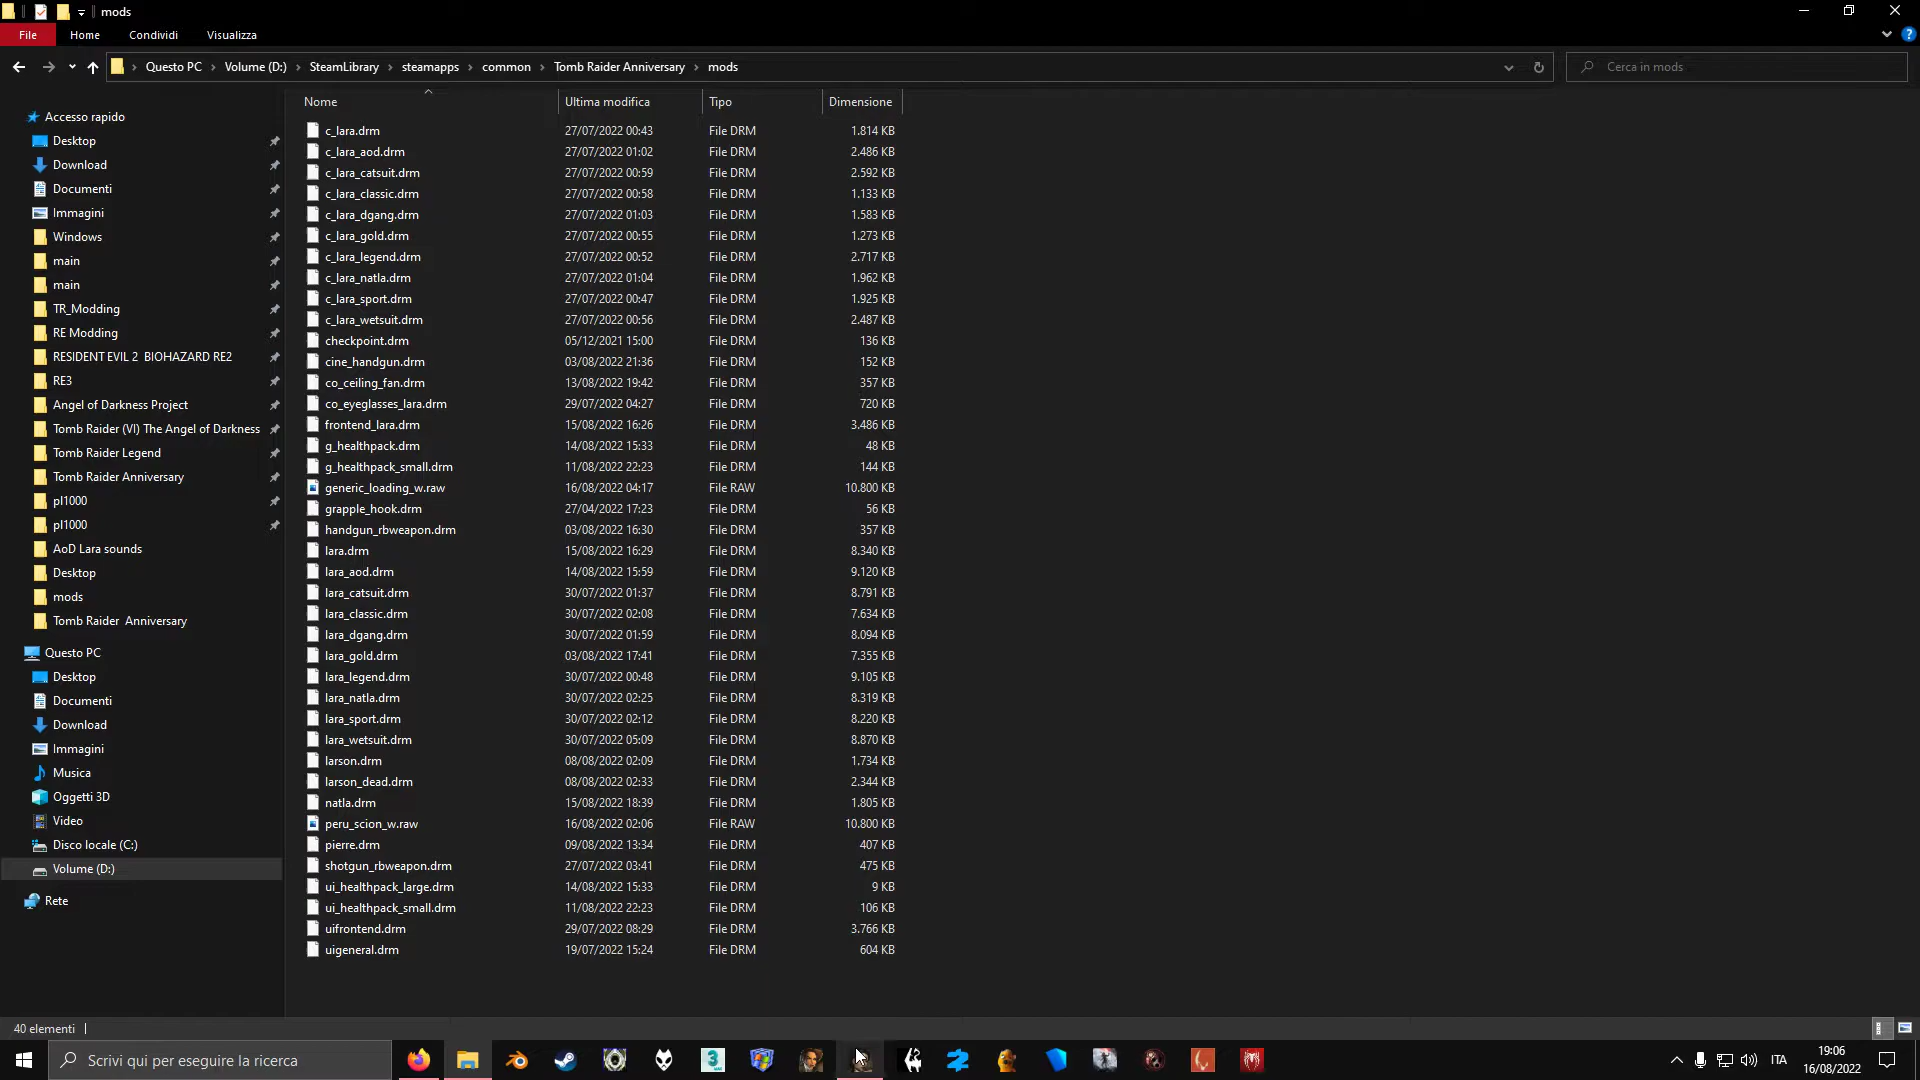 mods
File Home Condividi Visualizza
Questo PC Volume (D:) SteamLibrary steamapps common Tomb Raider Anniversary mods
Cerca in mods
Nome Ultima modifica Tipo Dimensione
Accesso rapido
Desktop
Download
Documenti
Immagini
Windows
main
main
TR_Modding
RE Modding
RESIDENT EVIL 2 BIOHAZARD RE2
RE3
Angel of Darkness Project
Tomb Raider (VI) The Angel of Darkness
Tomb Raider Legend
Tomb Raider Anniversary
pl1000
pl1000
AoD Lara sounds
Desktop
mods
Tomb Raider Anniversary
Questo PC
Desktop
Documenti
Download
Immagini
Musica
Oggetti 3D
Video
Disco locale (C:)
Volume (D:)
Rete
c_lara.drm 27/07/2022 00:43 File DRM 1.814 KB
c_lara_aod.drm 27/07/2022 01:02 File DRM 2.486 KB
c_lara_catsuit.drm 27/07/2022 00:59 File DRM 2.592 KB
c_lara_classic.drm 27/07/2022 00:58 File DRM 1.133 KB
c_lara_dgang.drm 27/07/2022 01:03 File DRM 1.583 KB
c_lara_gold.drm 27/07/2022 00:55 File DRM 1.273 KB
c_lara_legend.drm 27/07/2022 00:52 File DRM 2.717 KB
c_lara_natla.drm 27/07/2022 01:04 File DRM 1.962 KB
c_lara_sport.drm 27/07/2022 00:47 File DRM 1.925 KB
c_lara_wetsuit.drm 27/07/2022 00:56 File DRM 2.487 KB
checkpoint.drm 05/12/2021 15:00 File DRM 136 KB
cine_handgun.drm 03/08/2022 21:36 File DRM 152 KB
co_ceiling_fan.drm 13/08/2022 19:42 File DRM 357 KB
co_eyeglasses_lara.drm 29/07/2022 04:27 File DRM 720 KB
frontend_lara.drm 15/08/2022 16:26 File DRM 3.486 KB
g_healthpack.drm 14/08/2022 15:33 File DRM 48 KB
g_healthpack_small.drm 11/08/2022 22:23 File DRM 144 KB
generic_loading_w.raw 16/08/2022 04:17 File RAW 10.800 KB
grapple_hook.drm 27/04/2022 17:23 File DRM 56 KB
handgun_rbweapon.drm 03/08/2022 16:30 File DRM 357 KB
lara.drm 15/08/2022 16:29 File DRM 8.340 KB
lara_aod.drm 14/08/2022 15:59 File DRM 9.120 KB
lara_catsuit.drm 30/07/2022 01:37 File DRM 8.791 KB
lara_classic.drm 30/07/2022 02:08 File DRM 7.634 KB
lara_dgang.drm 30/07/2022 01:59 File DRM 8.094 KB
lara_gold.drm 03/08/2022 17:41 File DRM 7.355 KB
lara_legend.drm 30/07/2022 00:48 File DRM 9.105 KB
lara_natla.drm 30/07/2022 02:25 File DRM 8.319 KB
lara_sport.drm 30/07/2022 02:12 File DRM 8.220 KB
lara_wetsuit.drm 30/07/2022 05:09 File DRM 8.870 KB
larson.drm 08/08/2022 02:09 File DRM 1.734 KB
larson_dead.drm 08/08/2022 02:33 File DRM 2.344 KB
natla.drm 15/08/2022 18:39 File DRM 1.805 KB
peru_scion_w.raw 16/08/2022 02:06 File RAW 10.800 KB
pierre.drm 09/08/2022 13:34 File DRM 407 KB
shotgun_rbweapon.drm 27/07/2022 03:41 File DRM 475 KB
ui_healthpack_large.drm 14/08/2022 15:33 File DRM 9 KB
ui_healthpack_small.drm 11/08/2022 22:23 File DRM 106 KB
uifrontend.drm 29/07/2022 08:29 File DRM 3.766 KB
uigeneral.drm 19/07/2022 15:24 File DRM 604 KB
40 elementi
Scrivi qui per eseguire la ricerca
ITA
19:06
16/08/2022